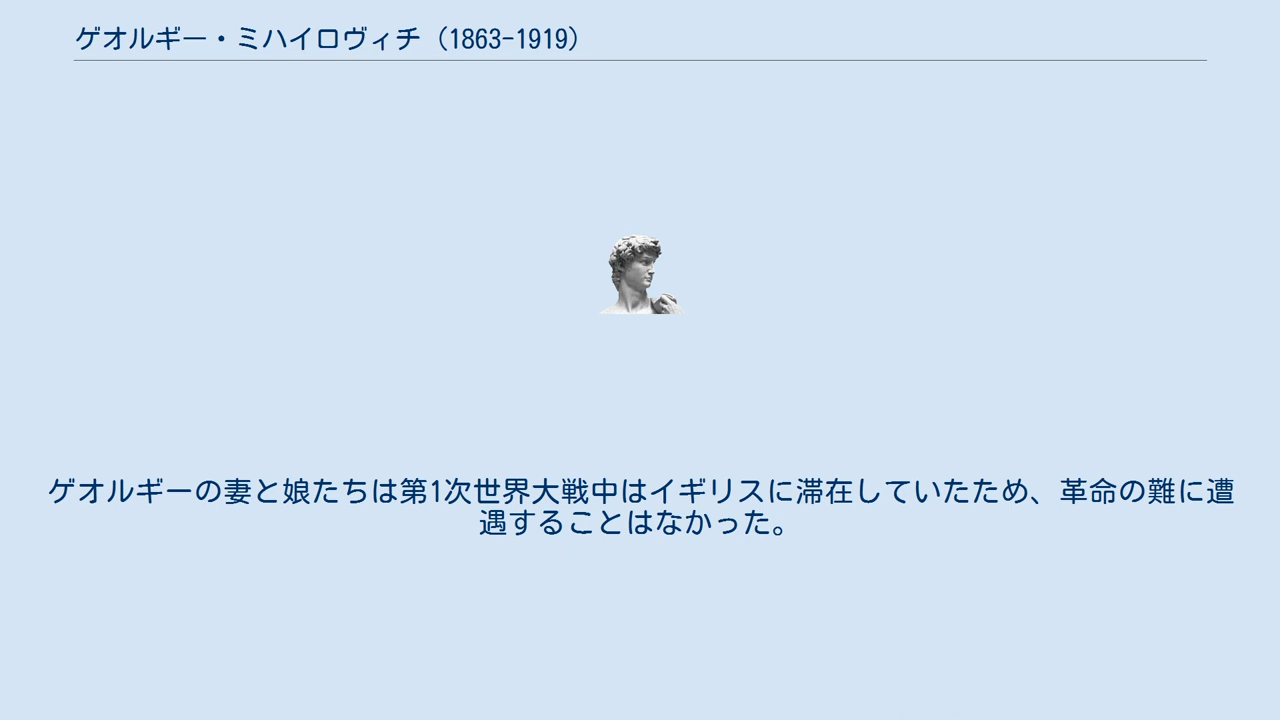 ゲオルギー・ミハイロヴィチ（1863-1919）
ゲオルギーの妻と娘たちは第1次世界大戦中はイギリスに滞在していたため、革命の難に遭
遇することはなかった。